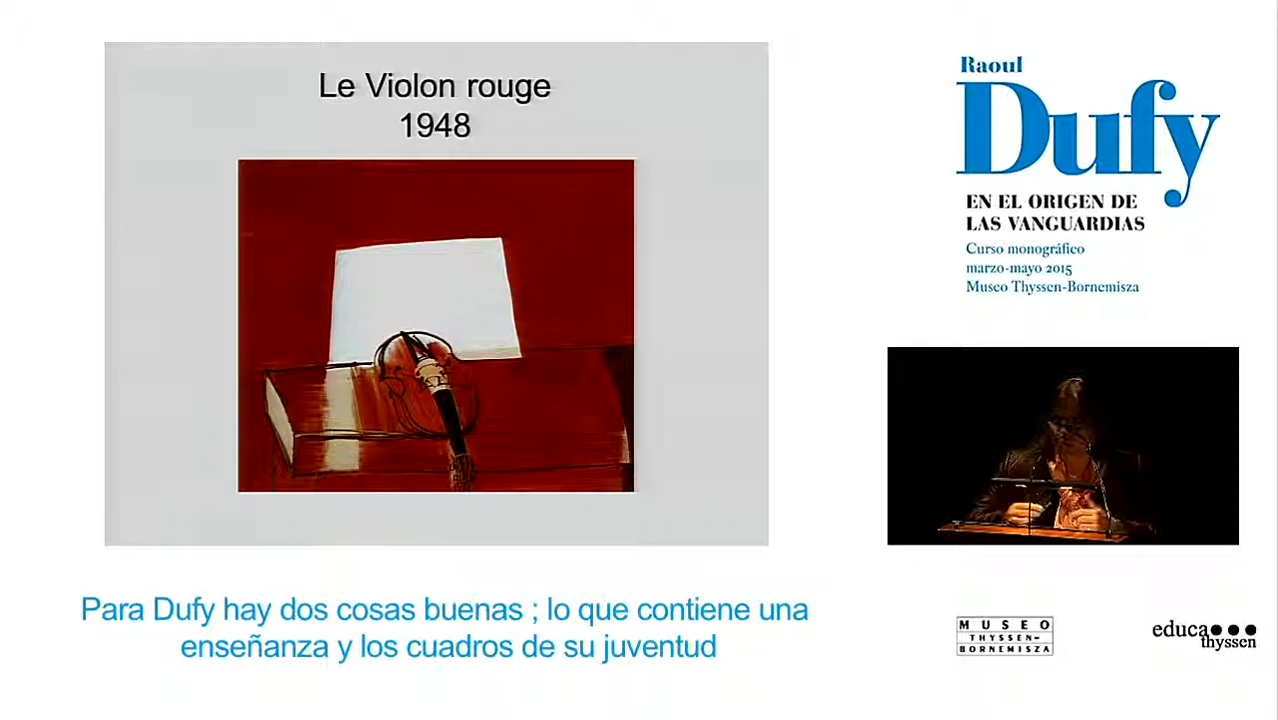 Le Violon rouge
1948
Raoul
Dufy
EN EL ORIGEN DE
LAS VANGUARDIAS
Curso monográfico
marzo-mayo 2015
Museo Thyssen-Bornemisza
Para Dufy hay dos cosas buenas ; lo que contiene una
enseñanza y los cuadros de su juventud
MUSEO
THYSSEN-
BORNEMISZA
educa
thyssen